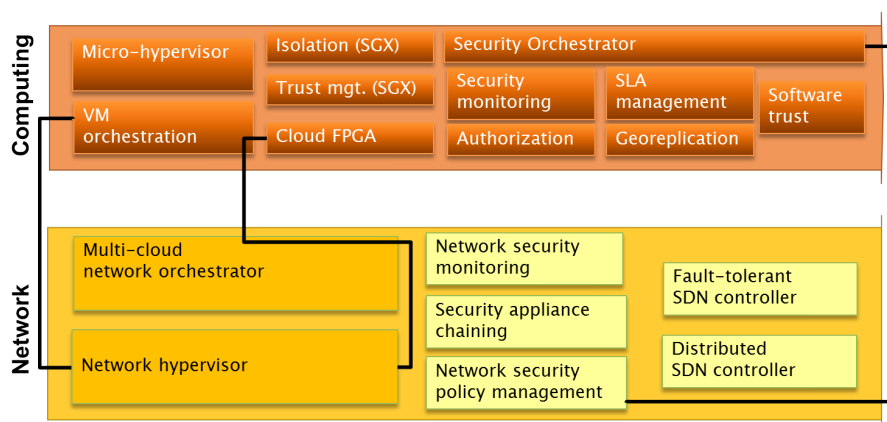 Computing
Micro-hypervisor
VM
orchestration
Isolation (SGX)
Trust mgt. (SGX)
Cloud FPGA
Security Orchestrator
Security
monitoring
Authorization
SLA
management
Georeplication
Software
trust
Network
Multi-cloud
network orchestrator
Network hypervisor
Network security
monitoring
Security appliance
chaining
Network security
policy management
Fault-tolerant
SDN controller
Distributed
SDN controller